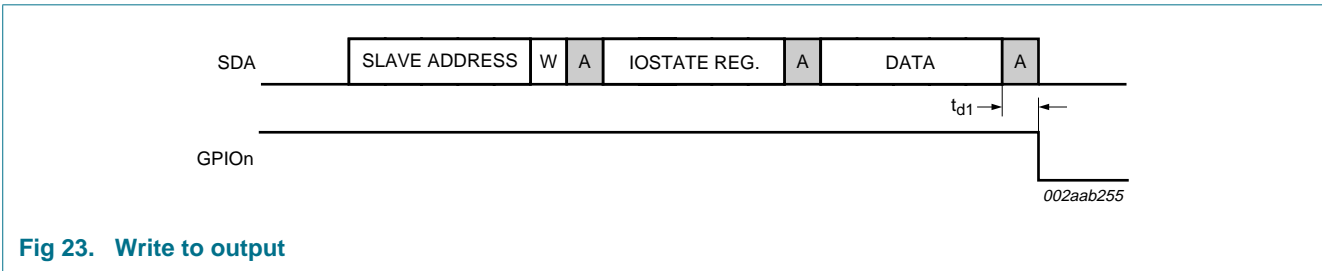 SDA SLAVE ADDRESS W A IOSTATE REG. A DATA A
td1
GPIOn
002aab255
Fig 23. Write to output